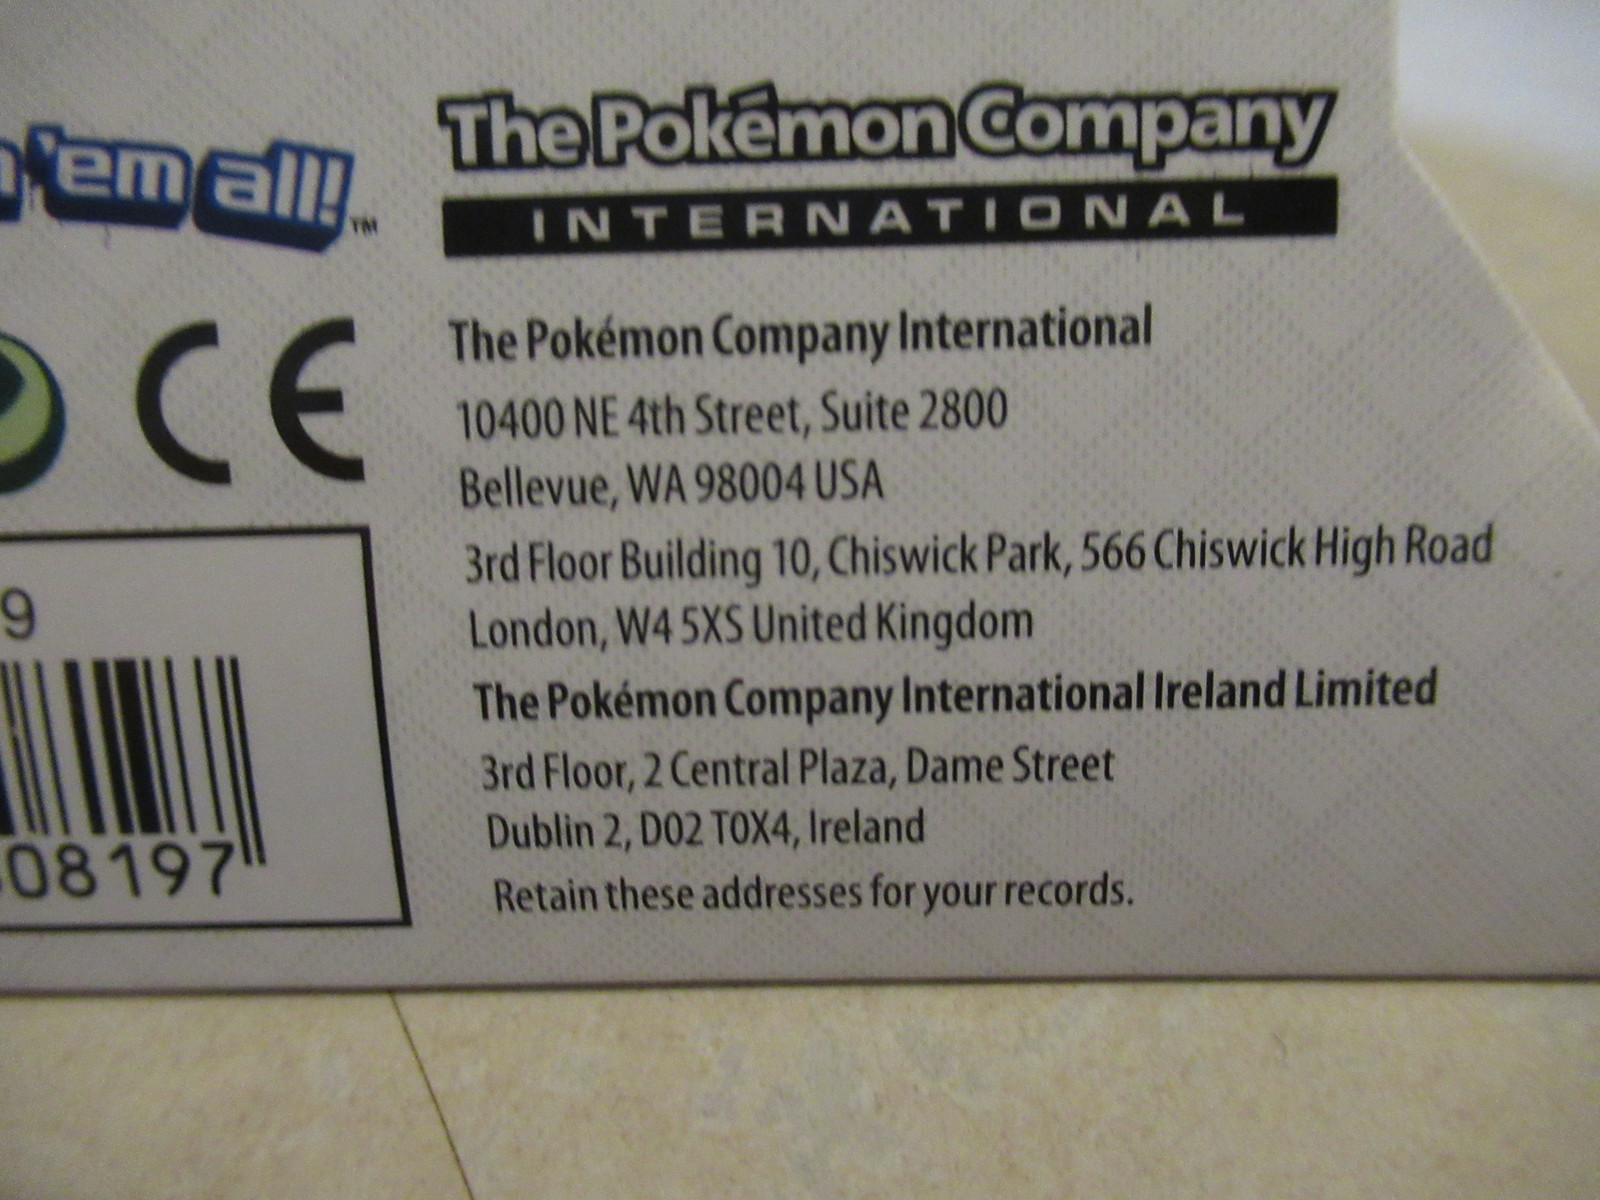 'em all!™
The Pokémon Company
INTERNATIONAL
CE
The Pokémon Company International
10400 NE 4th Street, Suite 2800
Bellevue, WA 98004 USA
3rd Floor Building 10, Chiswick Park, 566 Chiswick High Road
London, W4 5XS United Kingdom
The Pokémon Company International Ireland Limited
3rd Floor, 2 Central Plaza, Dame Street
Dublin 2, D02 T0X4, Ireland
Retain these addresses for your records.
9
08197